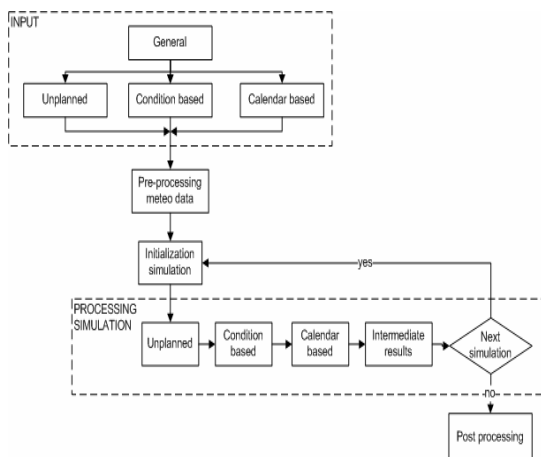 INPUT
General
Unplanned
Condition
based
Calendar based
Pre-processing
meteo data
Initialization
simulation
yes
PROCESSING
SIMULATION
Unplanned
Condition
based
Calendar
based
Intermediate
results
Next
simulation
no
Post processing